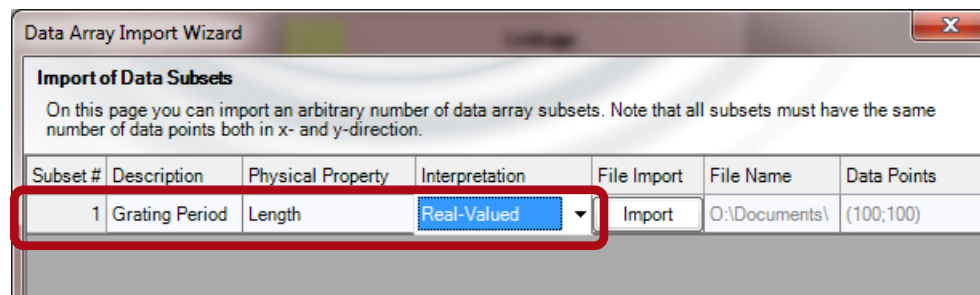 Data Array Import Wizard
Import of Data Subsets
On this page you can import an arbitrary number of data array subsets. Note that all subsets must have the same
number of data points both in x- and y-direction.
Subset # Description Physical Property Interpretation File Import File Name Data Points
1 Grating Period Length Real-Valued Import O:\Documents\ (100;100)